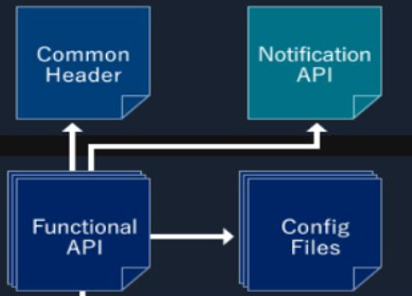 Common
Header
Notification
API
Functional
API
Config
Files